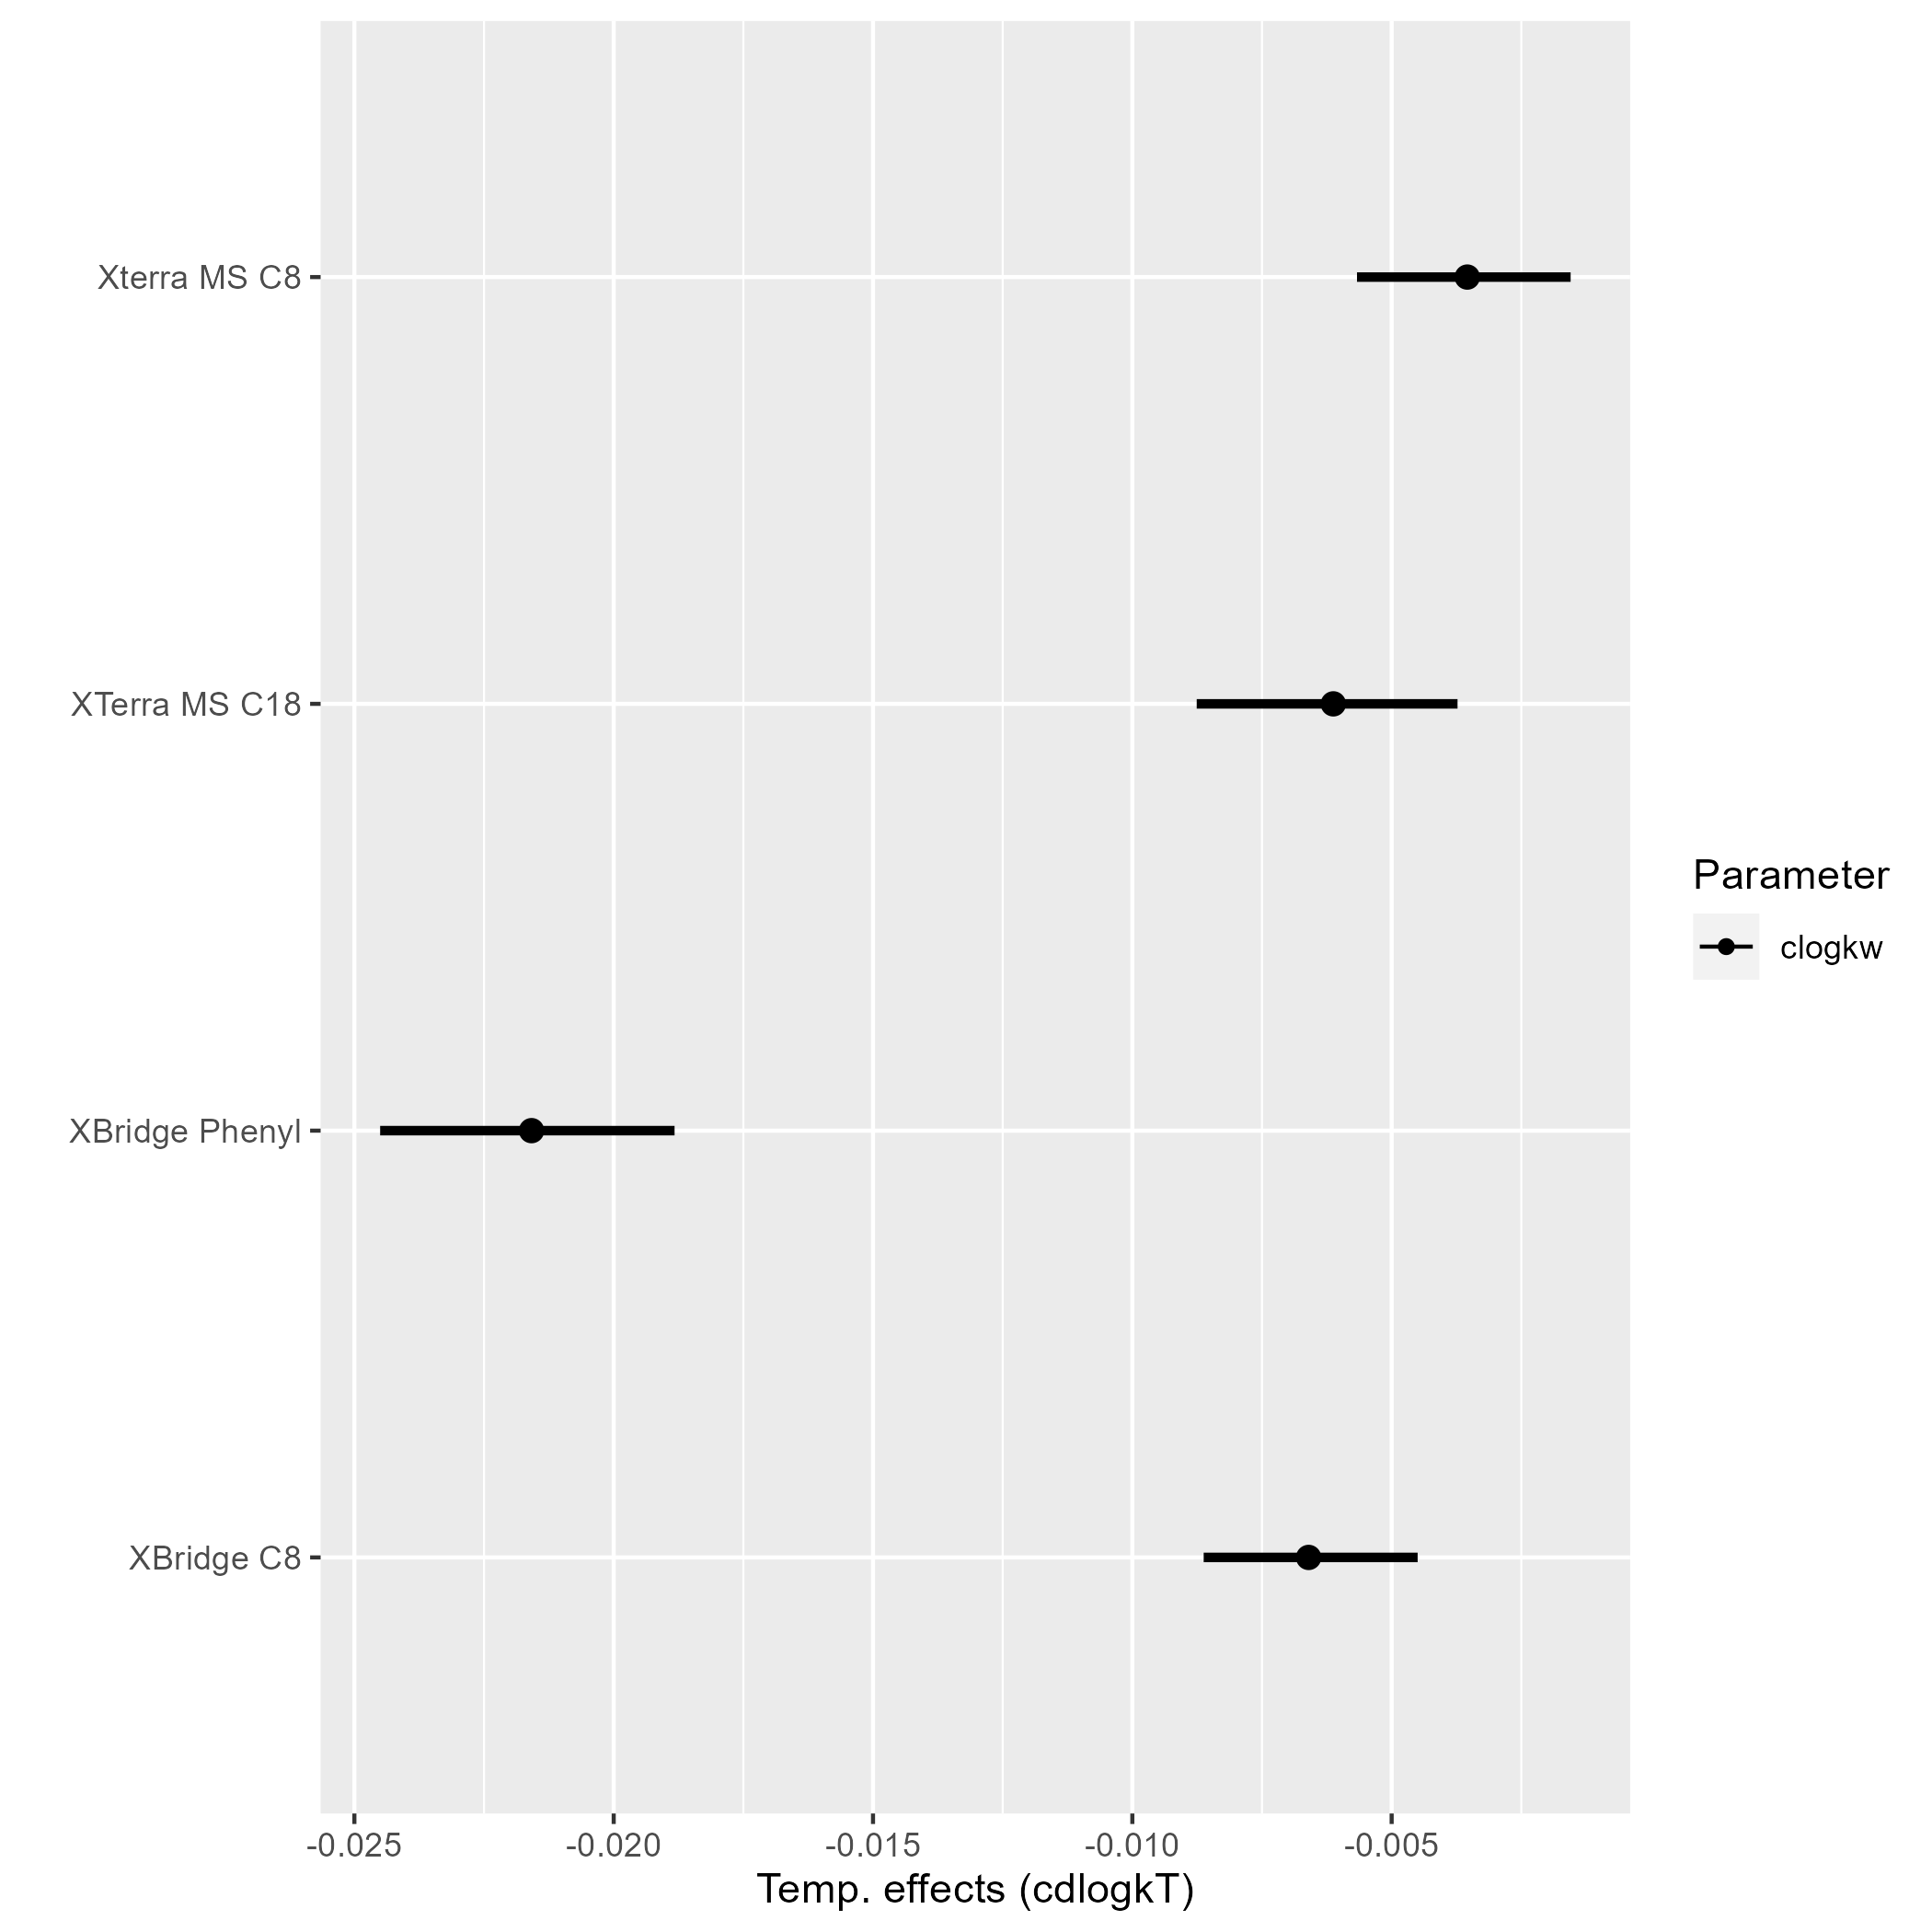 Xterra MS C8
XTerra MS C18
XBridge Phenyl
XBridge C8
-0.025 -0.020 -0.015 -0.010 -0.005
Temp. effects (cdlogkT)
Parameter
clogkw